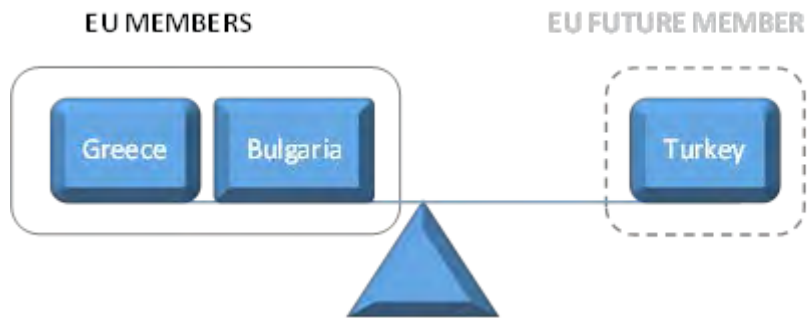 EU MEMBERS
EU FUTURE MEMBER
Greece
Bulgaria
Turkey